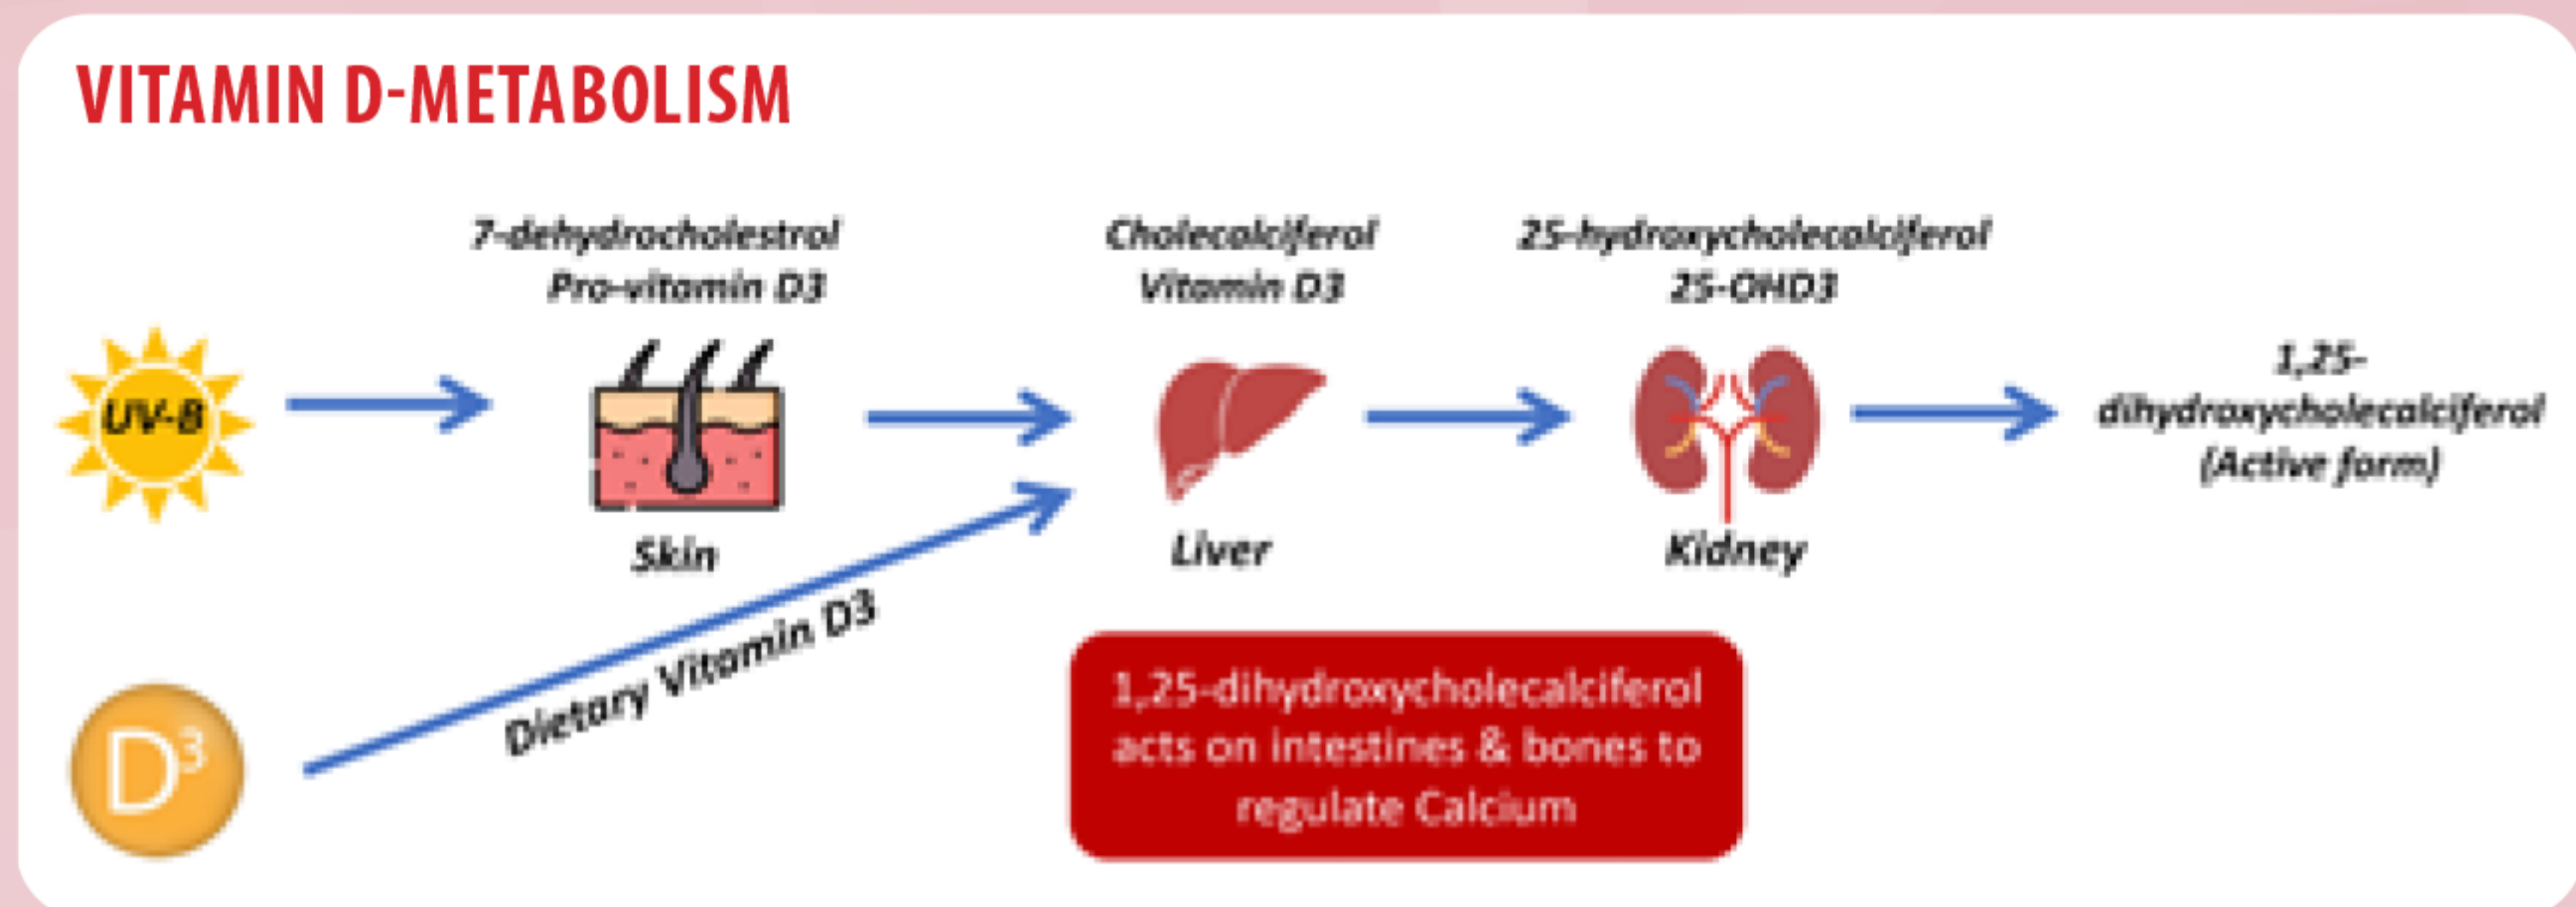 VITAMIN D-METABOLISM
7-dehydrocholestrol
Pro-vitamin D3
Cholecalciferol
Vitamin D3
25-hydroxycholecalciferol
25-OHD3
UV-B
1,25-
dihydroxycholecalciferol
(Active form)
Skin
Liver
Kidney
Dietary Vitamin D3
D3
1,25-dihydroxycholecalciferol
acts on intestines & bones to
regulate Calcium